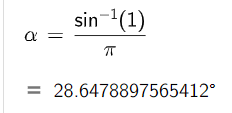 α = sin⁻¹(1) / π
= 28.6478897565412°